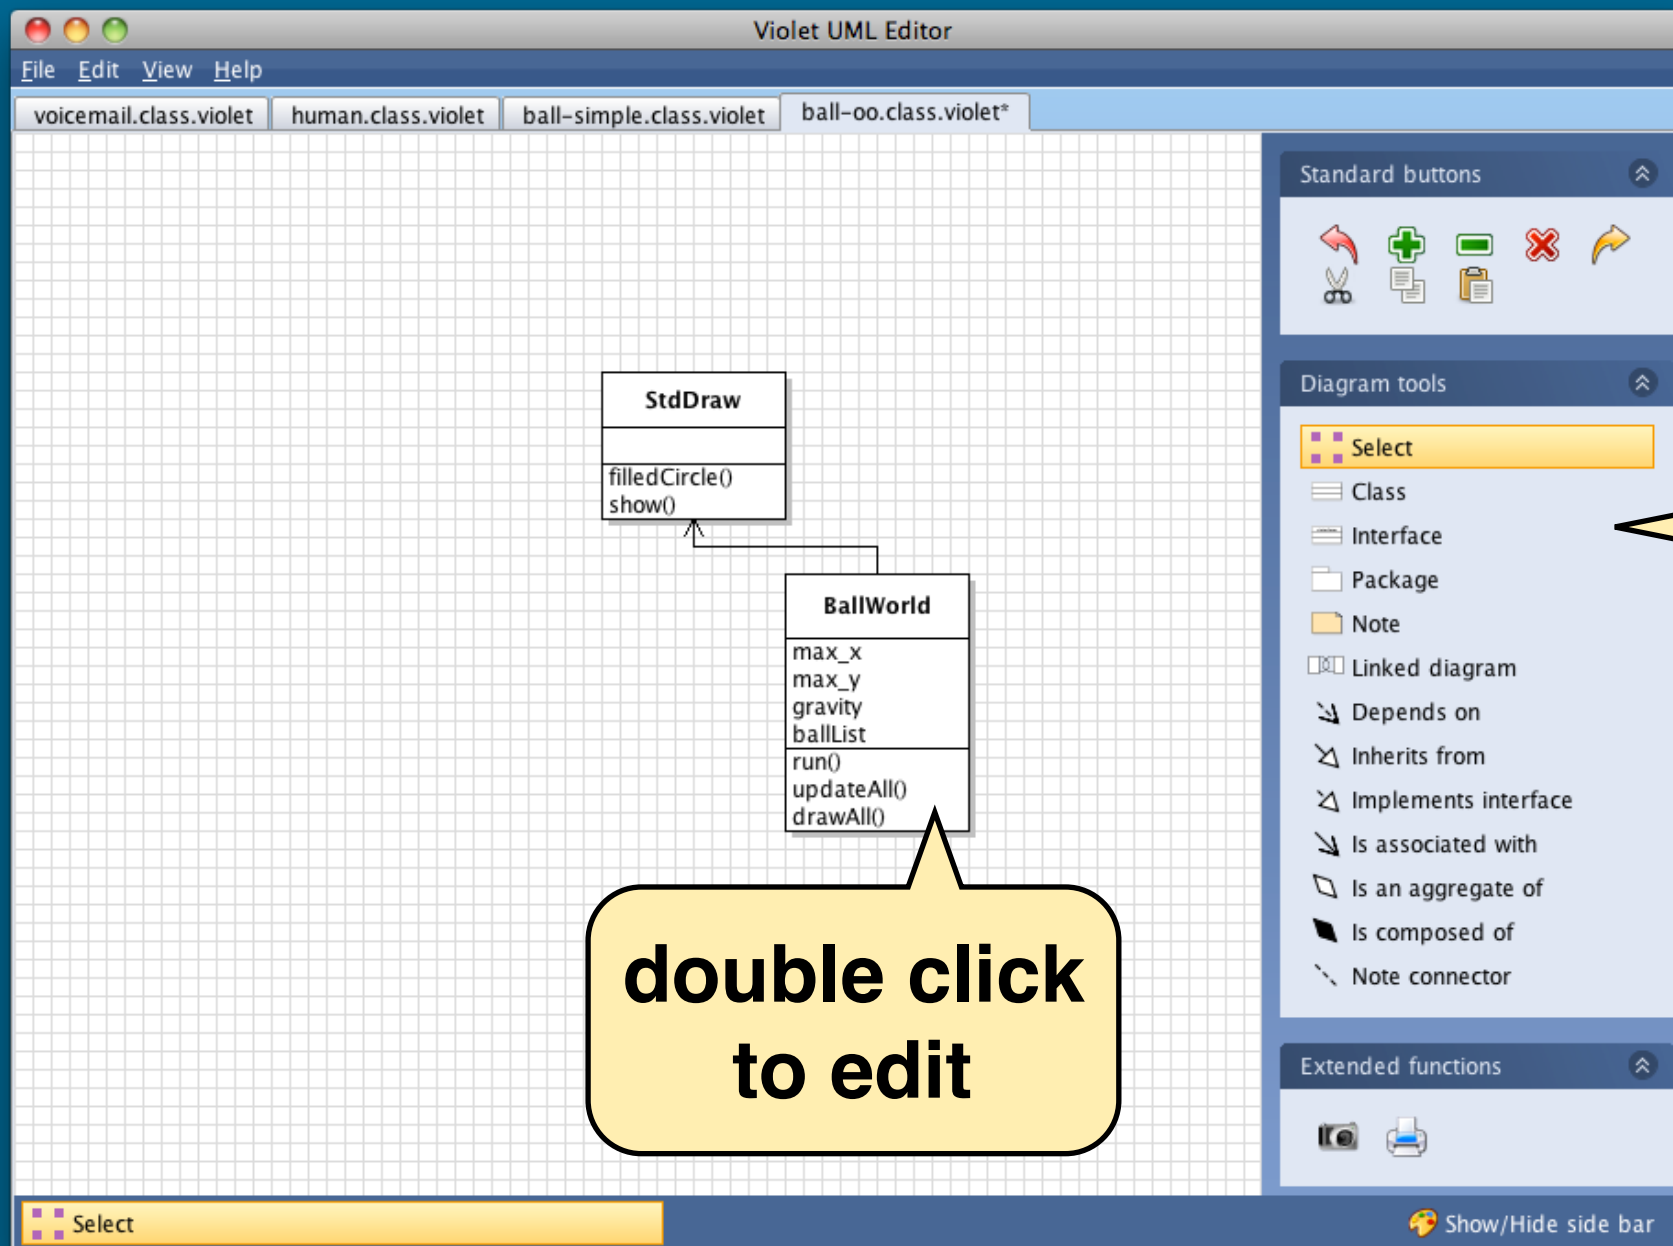 Violet UML Editor
File Edit View Help
voicemail.class.violet human.class.violet ball-simple.class.violet ball-oo.class.violet*
Standard buttons
Diagram tools
Select
Class
Interface
Package
Note
Linked diagram
Depends on
Inherits from
Implements interface
Is associated with
Is an aggregate of
Is composed of
Note connector
Extended functions
StdDraw
filledCircle()
show()
BallWorld
max_x
max_y
gravity
ballList
run()
updateAll()
drawAll()
double click
to edit
Select
Show/Hide side bar